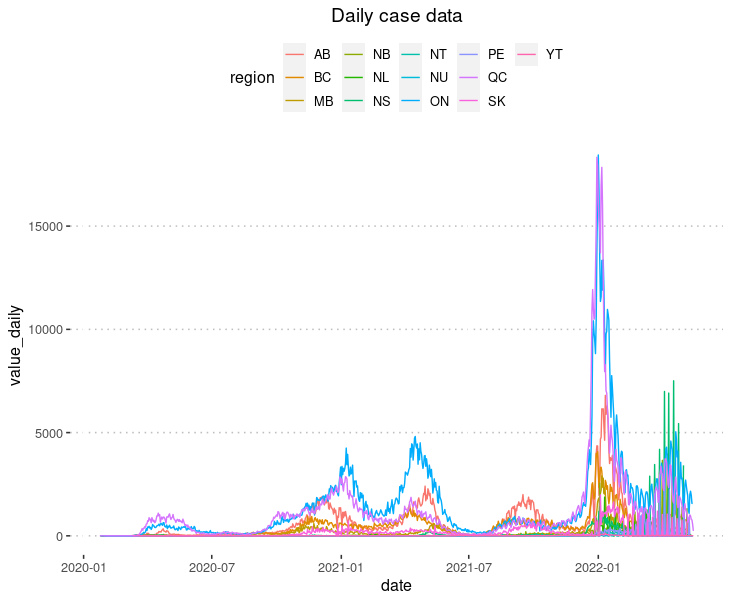 Daily case data
region
AB NB NT PE YT
BC NL NU QC
MB NS ON SK
15000
10000
5000
0
value_daily
2020-01 2020-07 2021-01 2021-07 2022-01
date